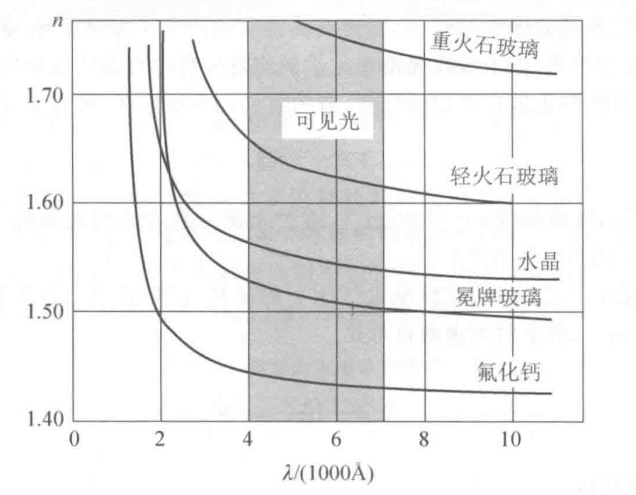 n
重火石玻璃
1.70
可见光
轻火石玻璃
1.60
水晶
冕牌玻璃
1.50
氟化钙
1.40
0 2 4 6 8 10
λ/(1000Å)